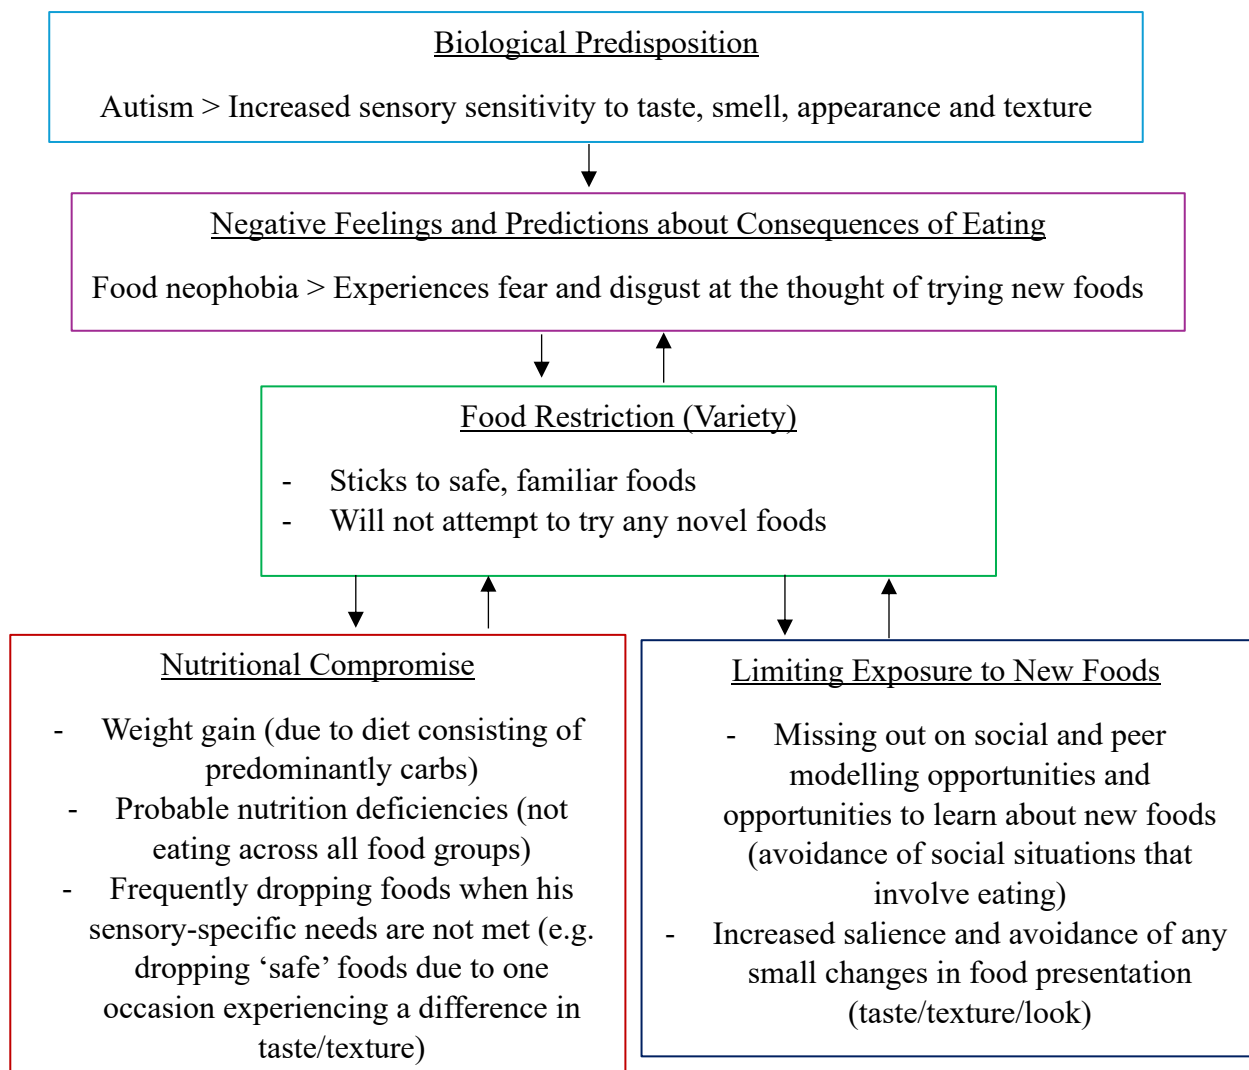 Biological Predisposition
Autism > Increased sensory sensitivity to taste, smell, appearance and texture
Negative Feelings and Predictions about Consequences of Eating
Food neophobia > Experiences fear and disgust at the thought of trying new foods
Food Restriction (Variety)
- Sticks to safe, familiar foods
- Will not attempt to try any novel foods
Nutritional Compromise
- Weight gain (due to diet consisting of
predominantly carbs)
- Probable nutrition deficiencies (not
eating across all food groups)
- Frequently dropping foods when his
sensory-specific needs are not met (e.g.
dropping ‘safe’ foods due to one
occasion experiencing a difference in
taste/texture)
Limiting Exposure to New Foods
- Missing out on social and peer
modelling opportunities and
opportunities to learn about new foods
(avoidance of social situations that
involve eating)
- Increased salience and avoidance of any
small changes in food presentation
(taste/texture/look)